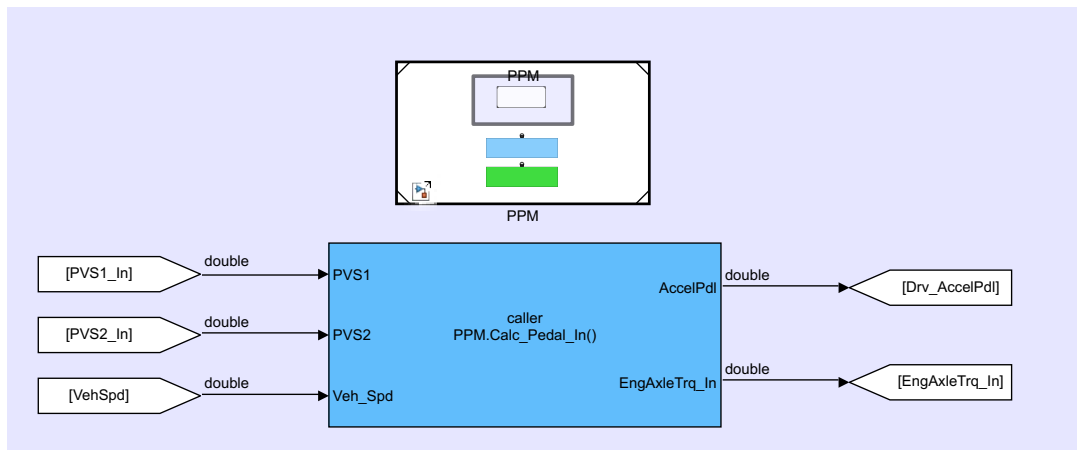 PPM
PPM
[PVS1_In]
double
PVS1
[PVS2_In]
double
PVS2
[VehSpd]
double
Veh_Spd
caller
PPM.Calc_Pedal_In()
AccelPdl
double
[Drv_AccelPdl]
EngAxleTrq_In
double
[EngAxleTrq_In]